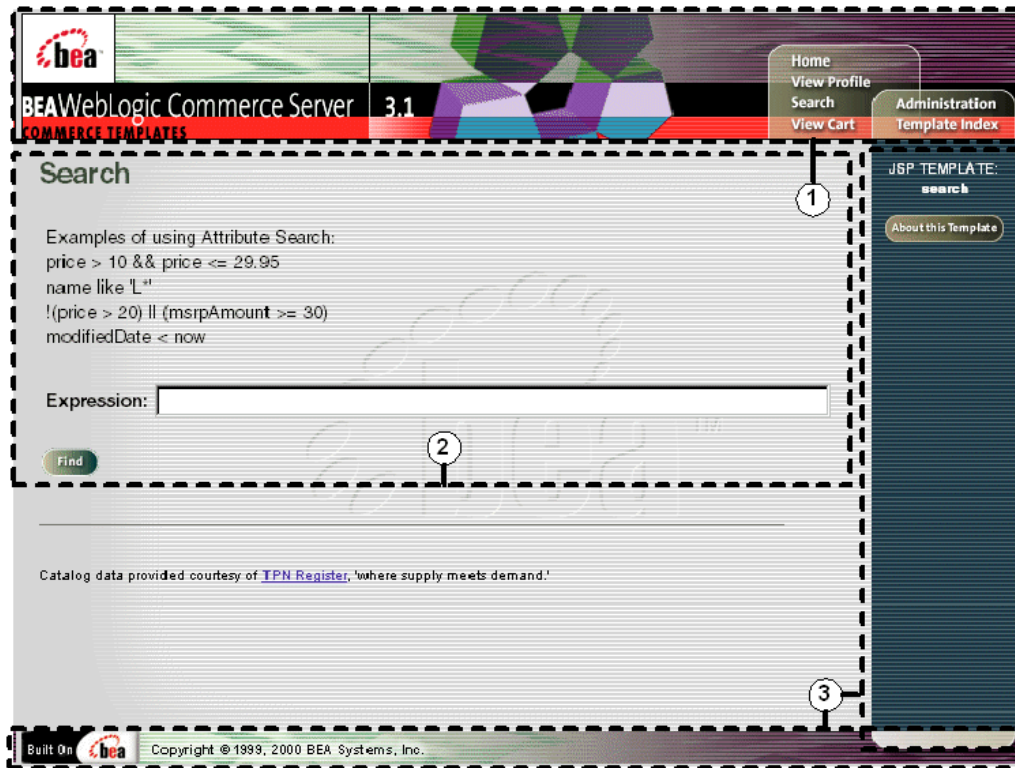 bea
BEA WebLogic Commerce Server 3.1
COMMERCE TEMPLATES
Home
View Profile
Search
View Cart
Administration
Template Index
1
Search
JSP TEMPLATE:
search
About this Template
Examples of using Attribute Search:
price > 10 && price <= 29.95
name like 'L*'
!(price > 20) || (msrpAmount >= 30)
modifiedDate < now
Expression:
bea™
Find
2
Catalog data provided courtesy of TPN Register, 'where supply meets demand.'
3
Built On bea Copyright © 1999, 2000 BEA Systems, Inc.